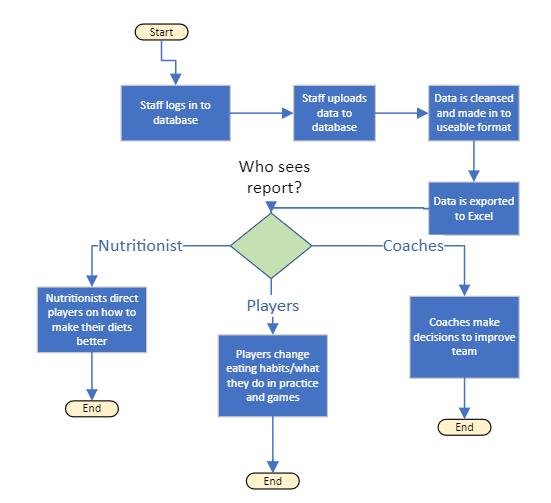 Start
Staff logs in to
database
Staff uploads
data to
database
Data is cleansed
and made in to
useable format
Who sees
report?
Data is exported
to Excel
Nutritionist
Coaches
Nutritionists direct
players on how to
make their diets
better
Players
Coaches make
decisions to improve
team
Players change
eating habits/what
they do in practice
and games
End
End
End